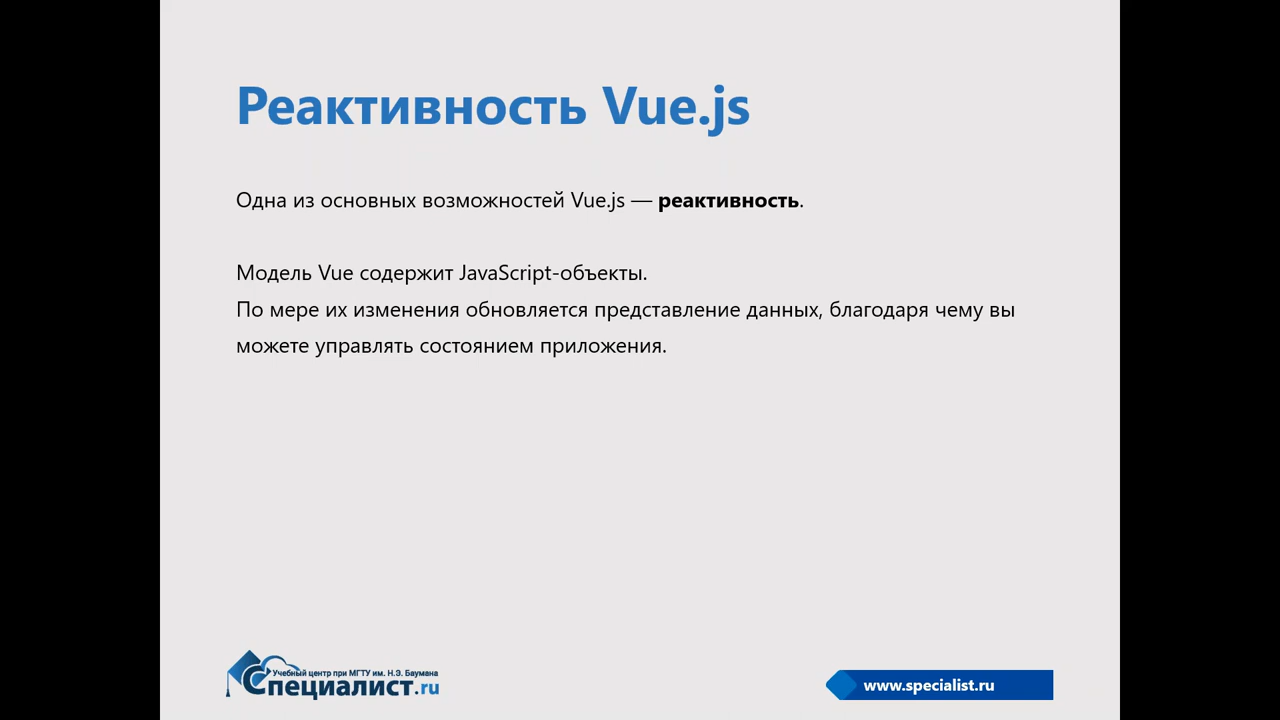 Реактивность Vue.js
Одна из основных возможностей Vue.js — реактивность.
Модель Vue содержит JavaScript-объекты.
По мере их изменения обновляется представление данных, благодаря чему вы
можете управлять состоянием приложения.
Учебный центр при МГТУ им. Н.Э. Баумана
Специалист.ru
www.specialist.ru